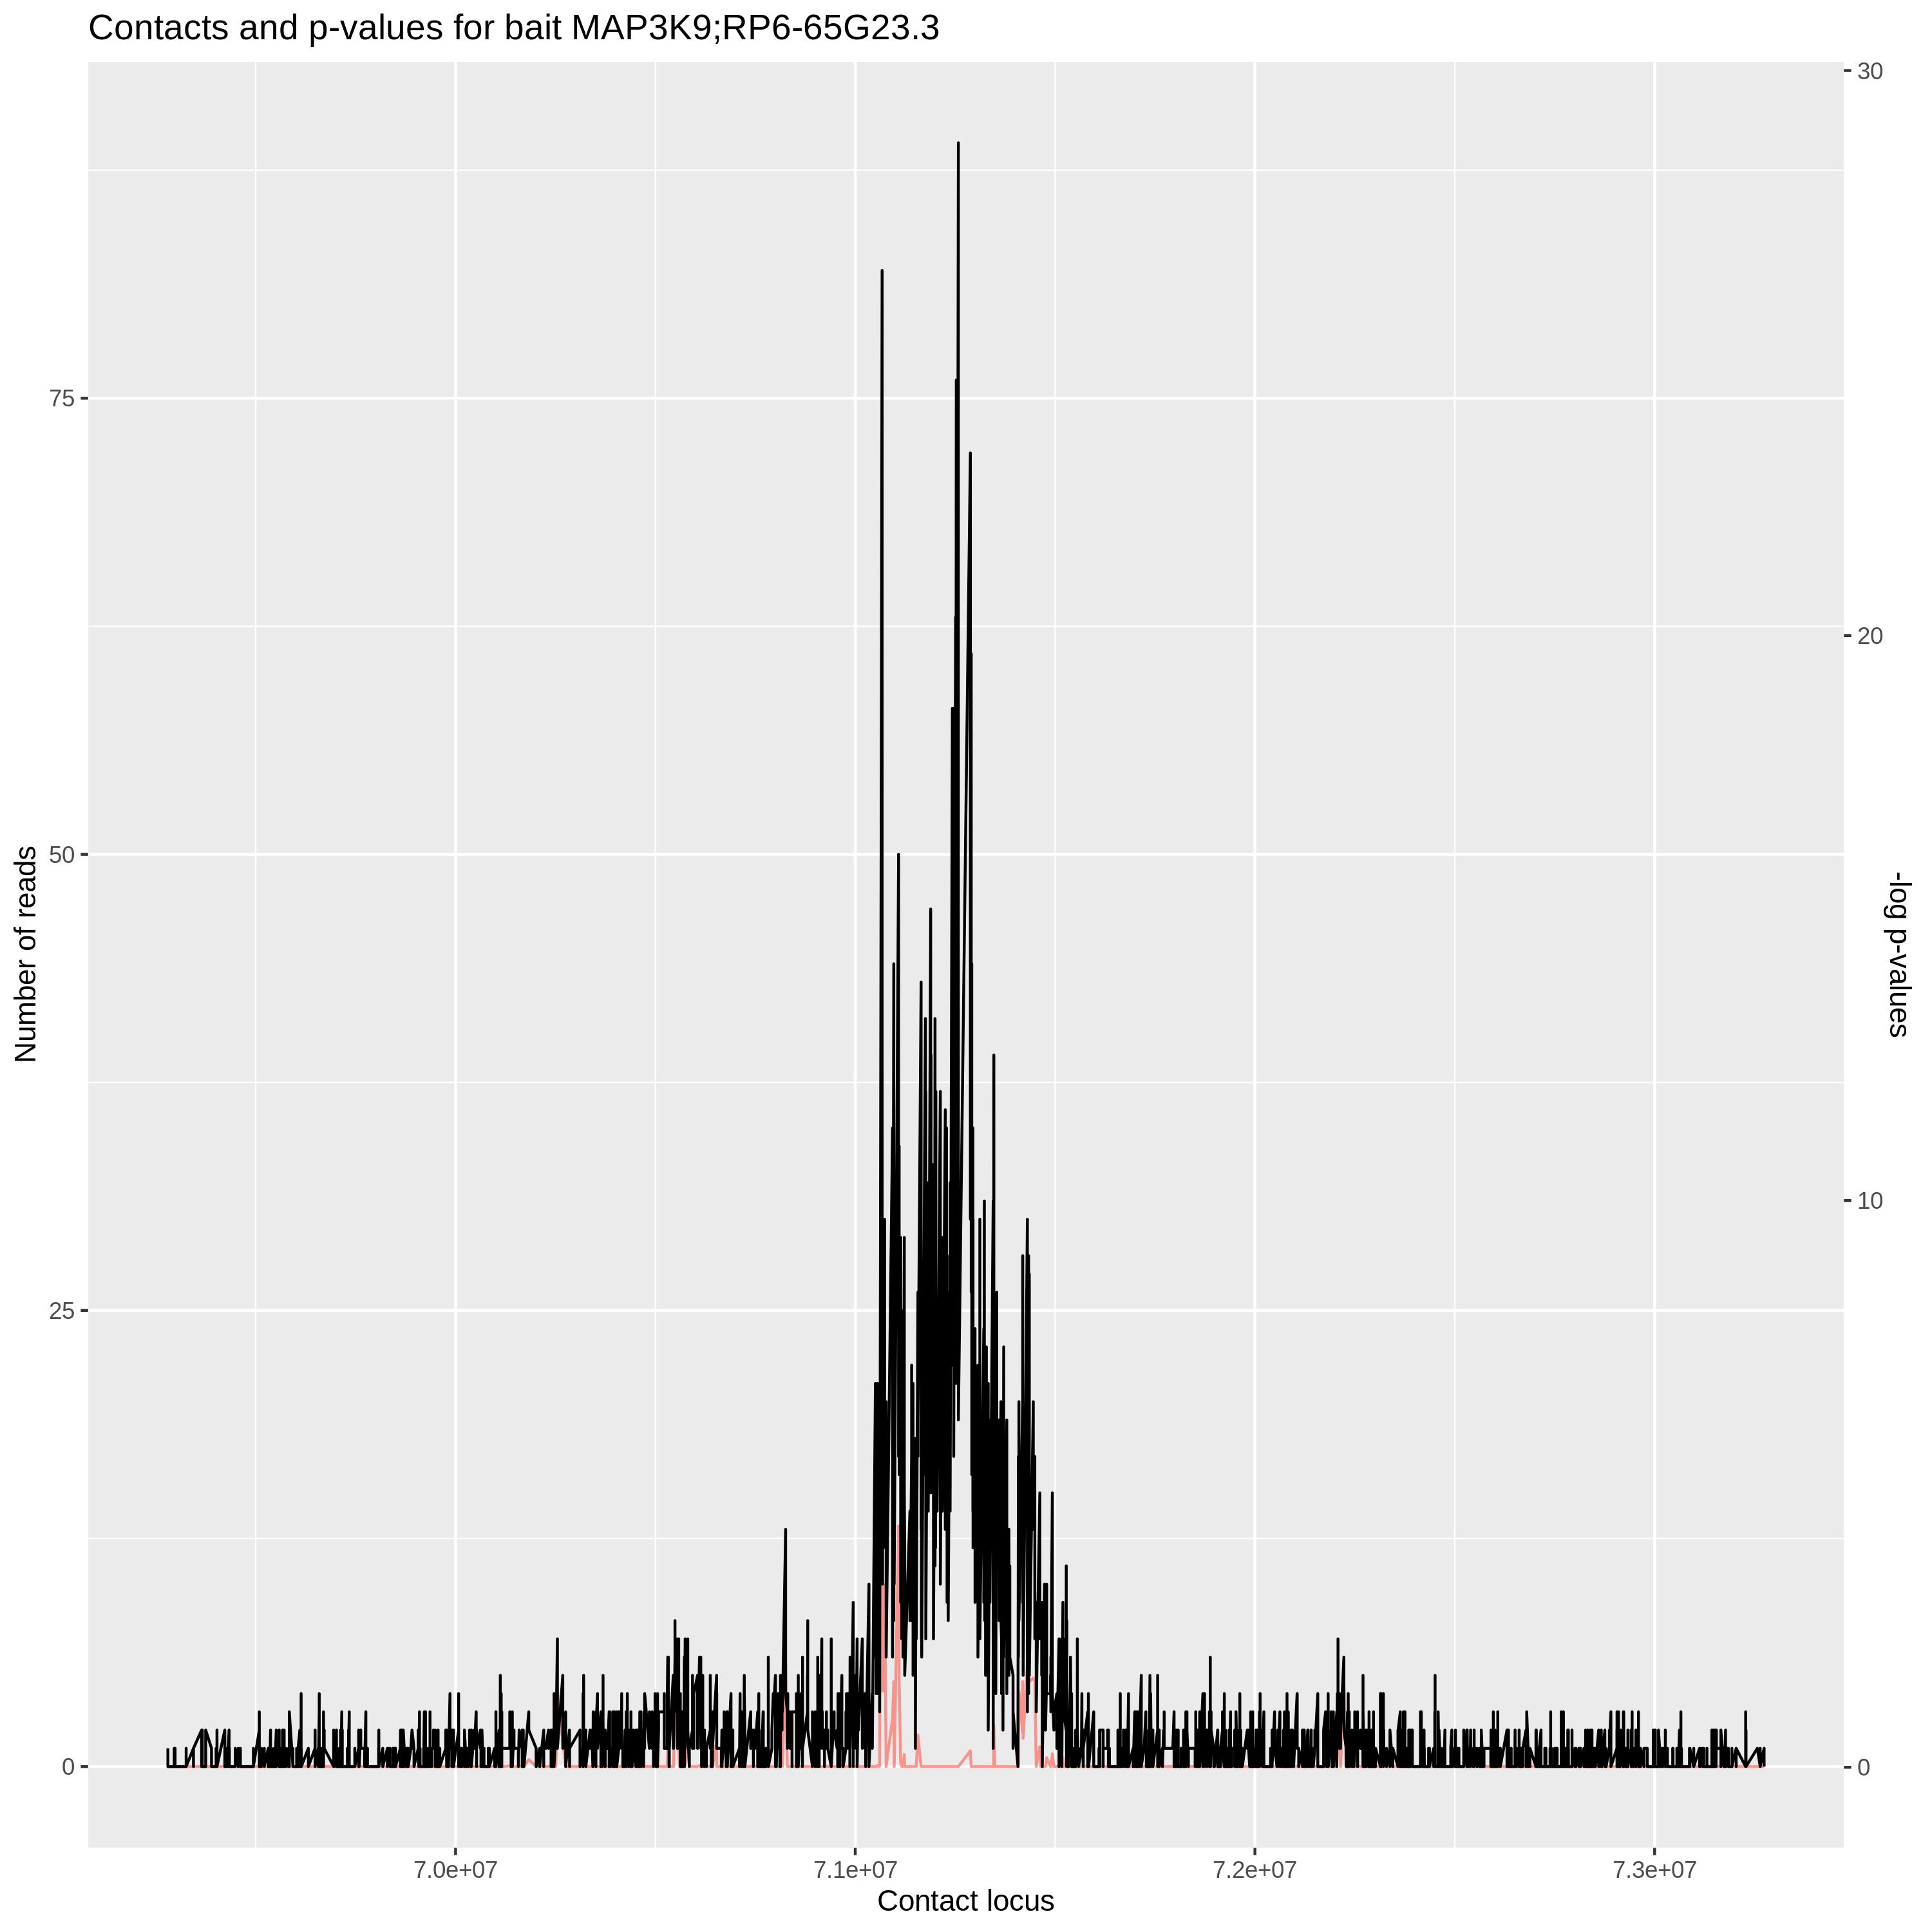 Contacts and p-values for bait MAP3K9;RP6-65G23.3
30
75
20
50
Number of reads
-log p-values
10
25
0
0
7.0e+07
7.1e+07
7.2e+07
7.3e+07
Contact locus